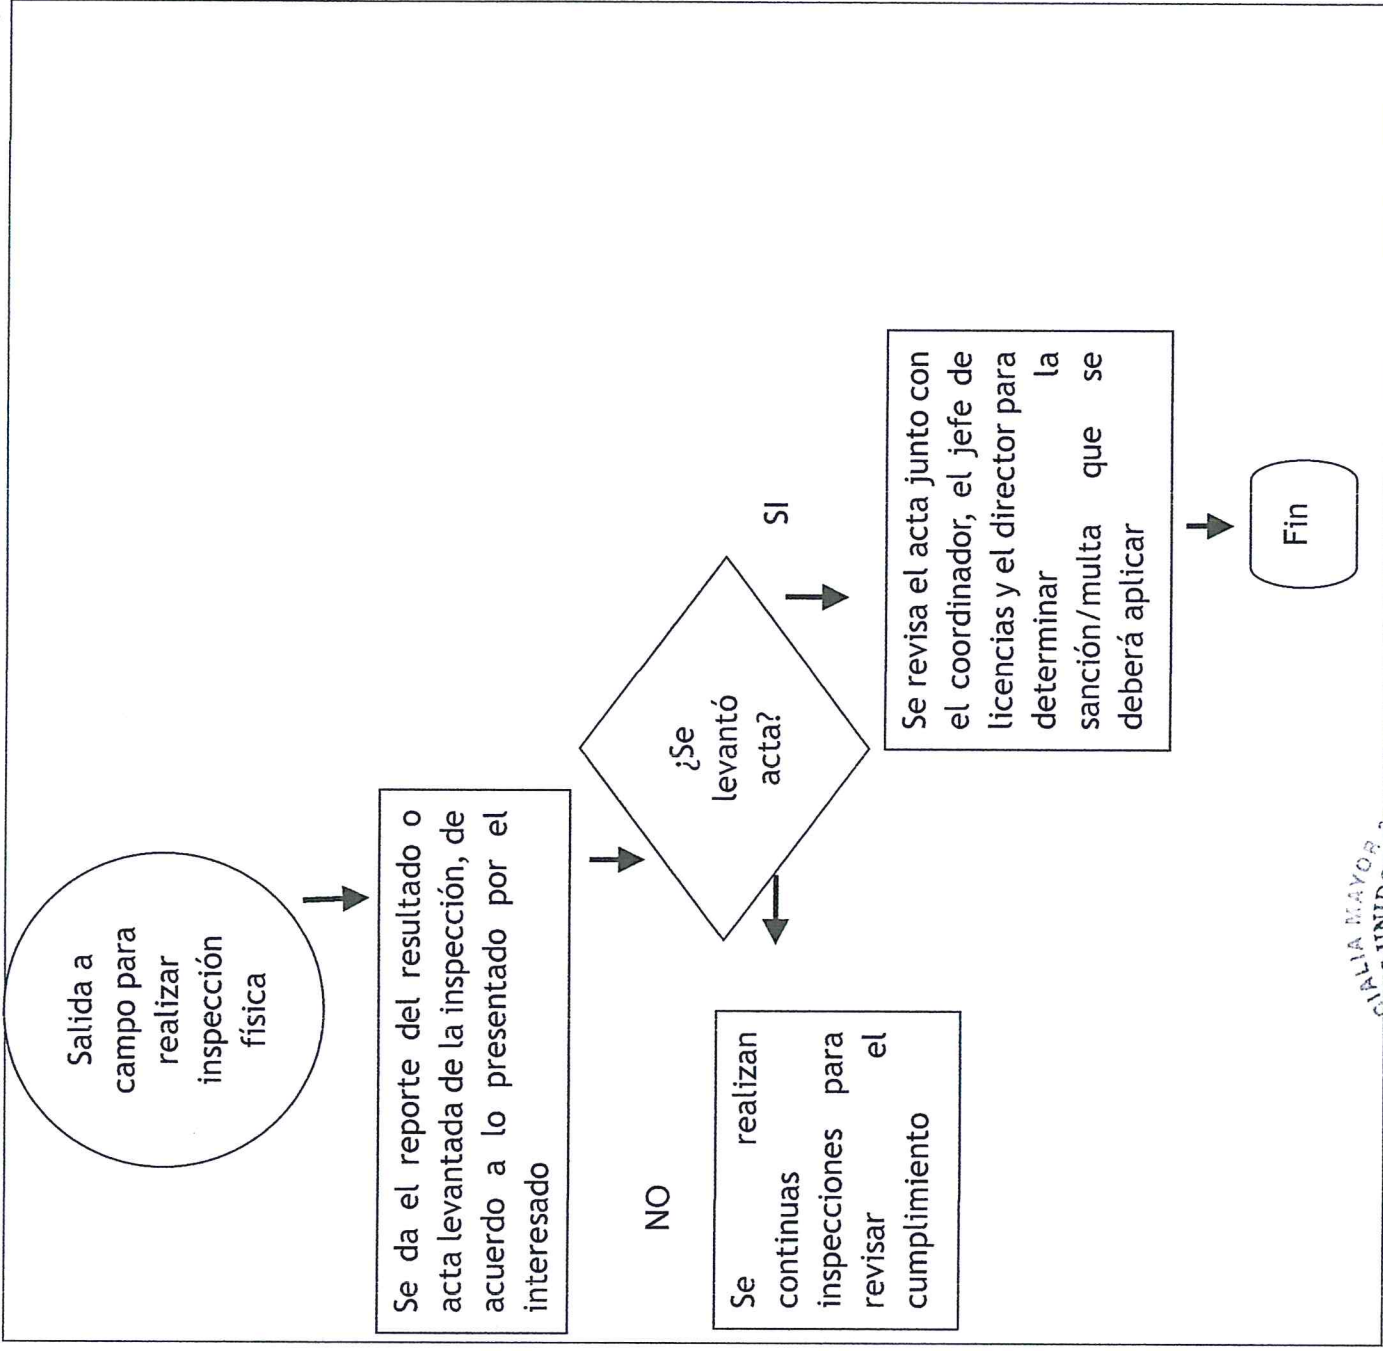 Salida a
campo para
realizar
inspección
física
Se da el reporte del resultado o
acta levantada de la inspección, de
acuerdo a lo presentado por el
interesado
¿Se
levantó
acta?
NO
SI
Se realizan
continuas
inspecciones para
revisar el
cumplimiento
Se revisa el acta junto con
el coordinador, el jefe de
licencias y el director para
determinar la
sanción/multa que se
deberá aplicar
Fin
MAYOR